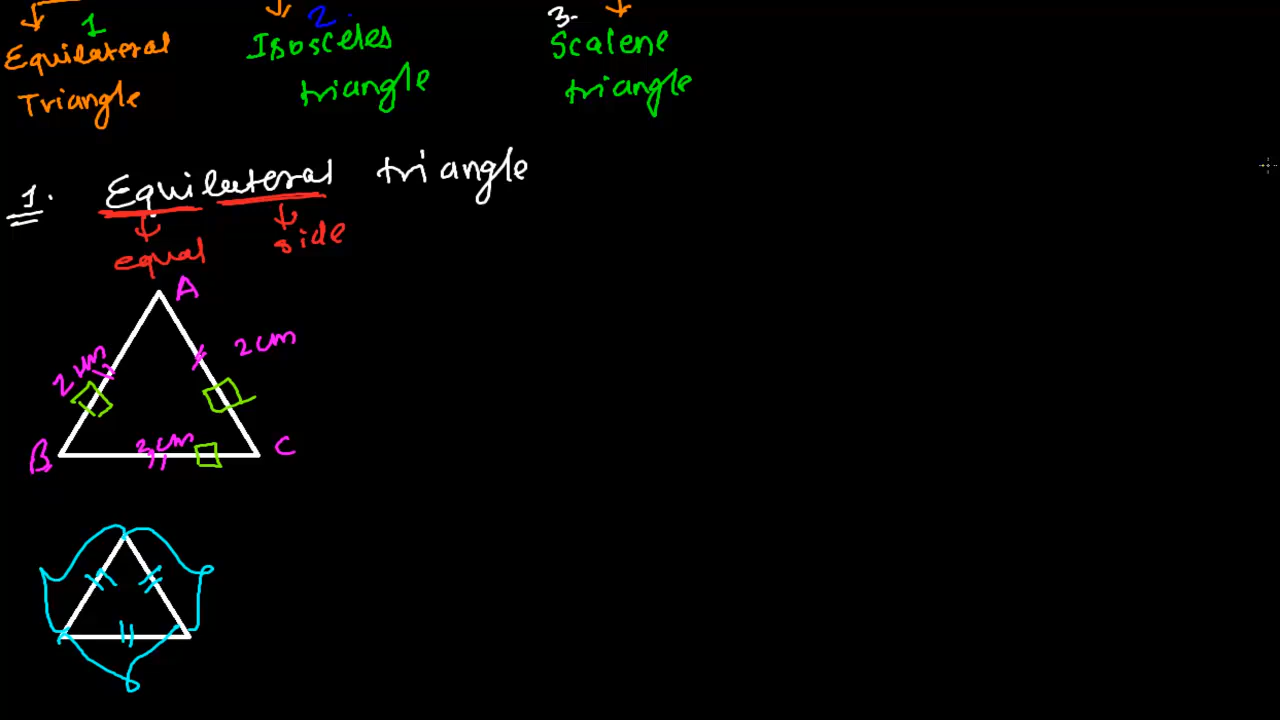 1 2. 3.
Equilateral Isosceles Scalene
Triangle triangle triangle
1. Equilateral triangle
equal side
A
2cm 2cm
B 3cm C